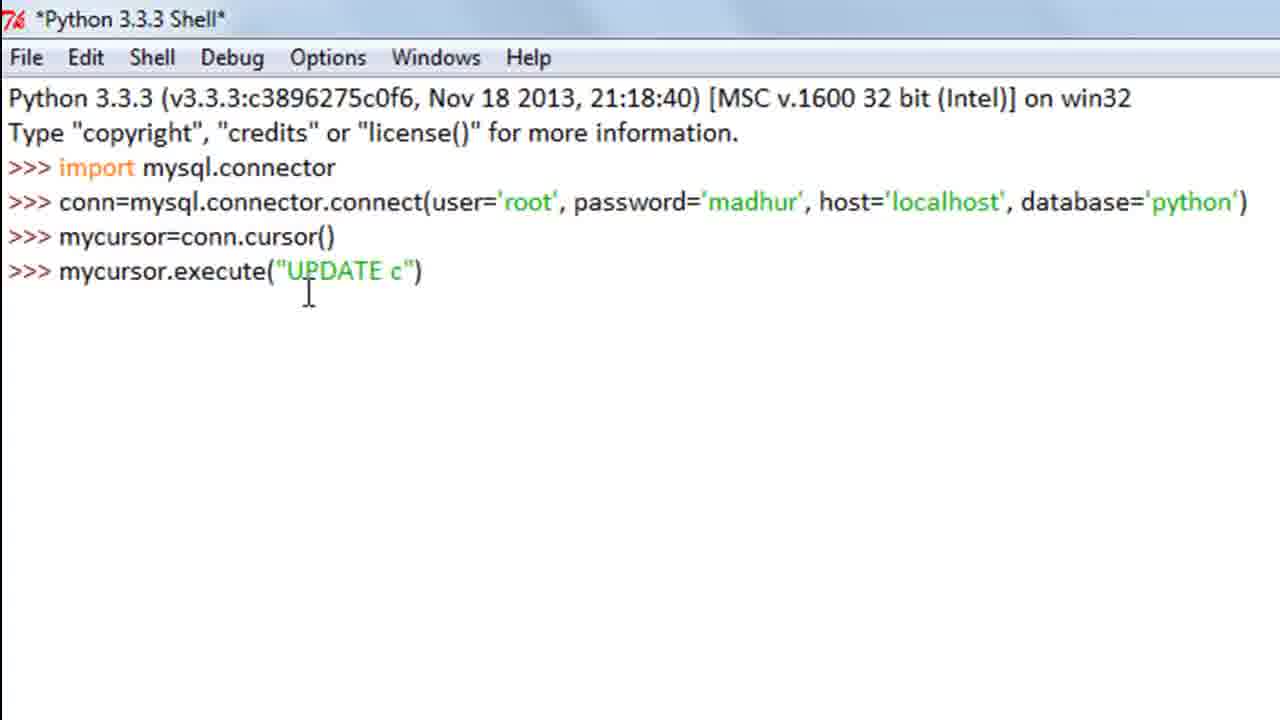 *Python 3.3.3 Shell*
File Edit Shell Debug Options Windows Help
Python 3.3.3 (v3.3.3:c3896275c0f6, Nov 18 2013, 21:18:40) [MSC v.1600 32 bit (Intel)] on win32
Type "copyright", "credits" or "license()" for more information.
>>> import mysql.connector
>>> conn=mysql.connector.connect(user='root', password='madhur', host='localhost', database='python')
>>> mycursor=conn.cursor()
>>> mycursor.execute("UPDATE c")